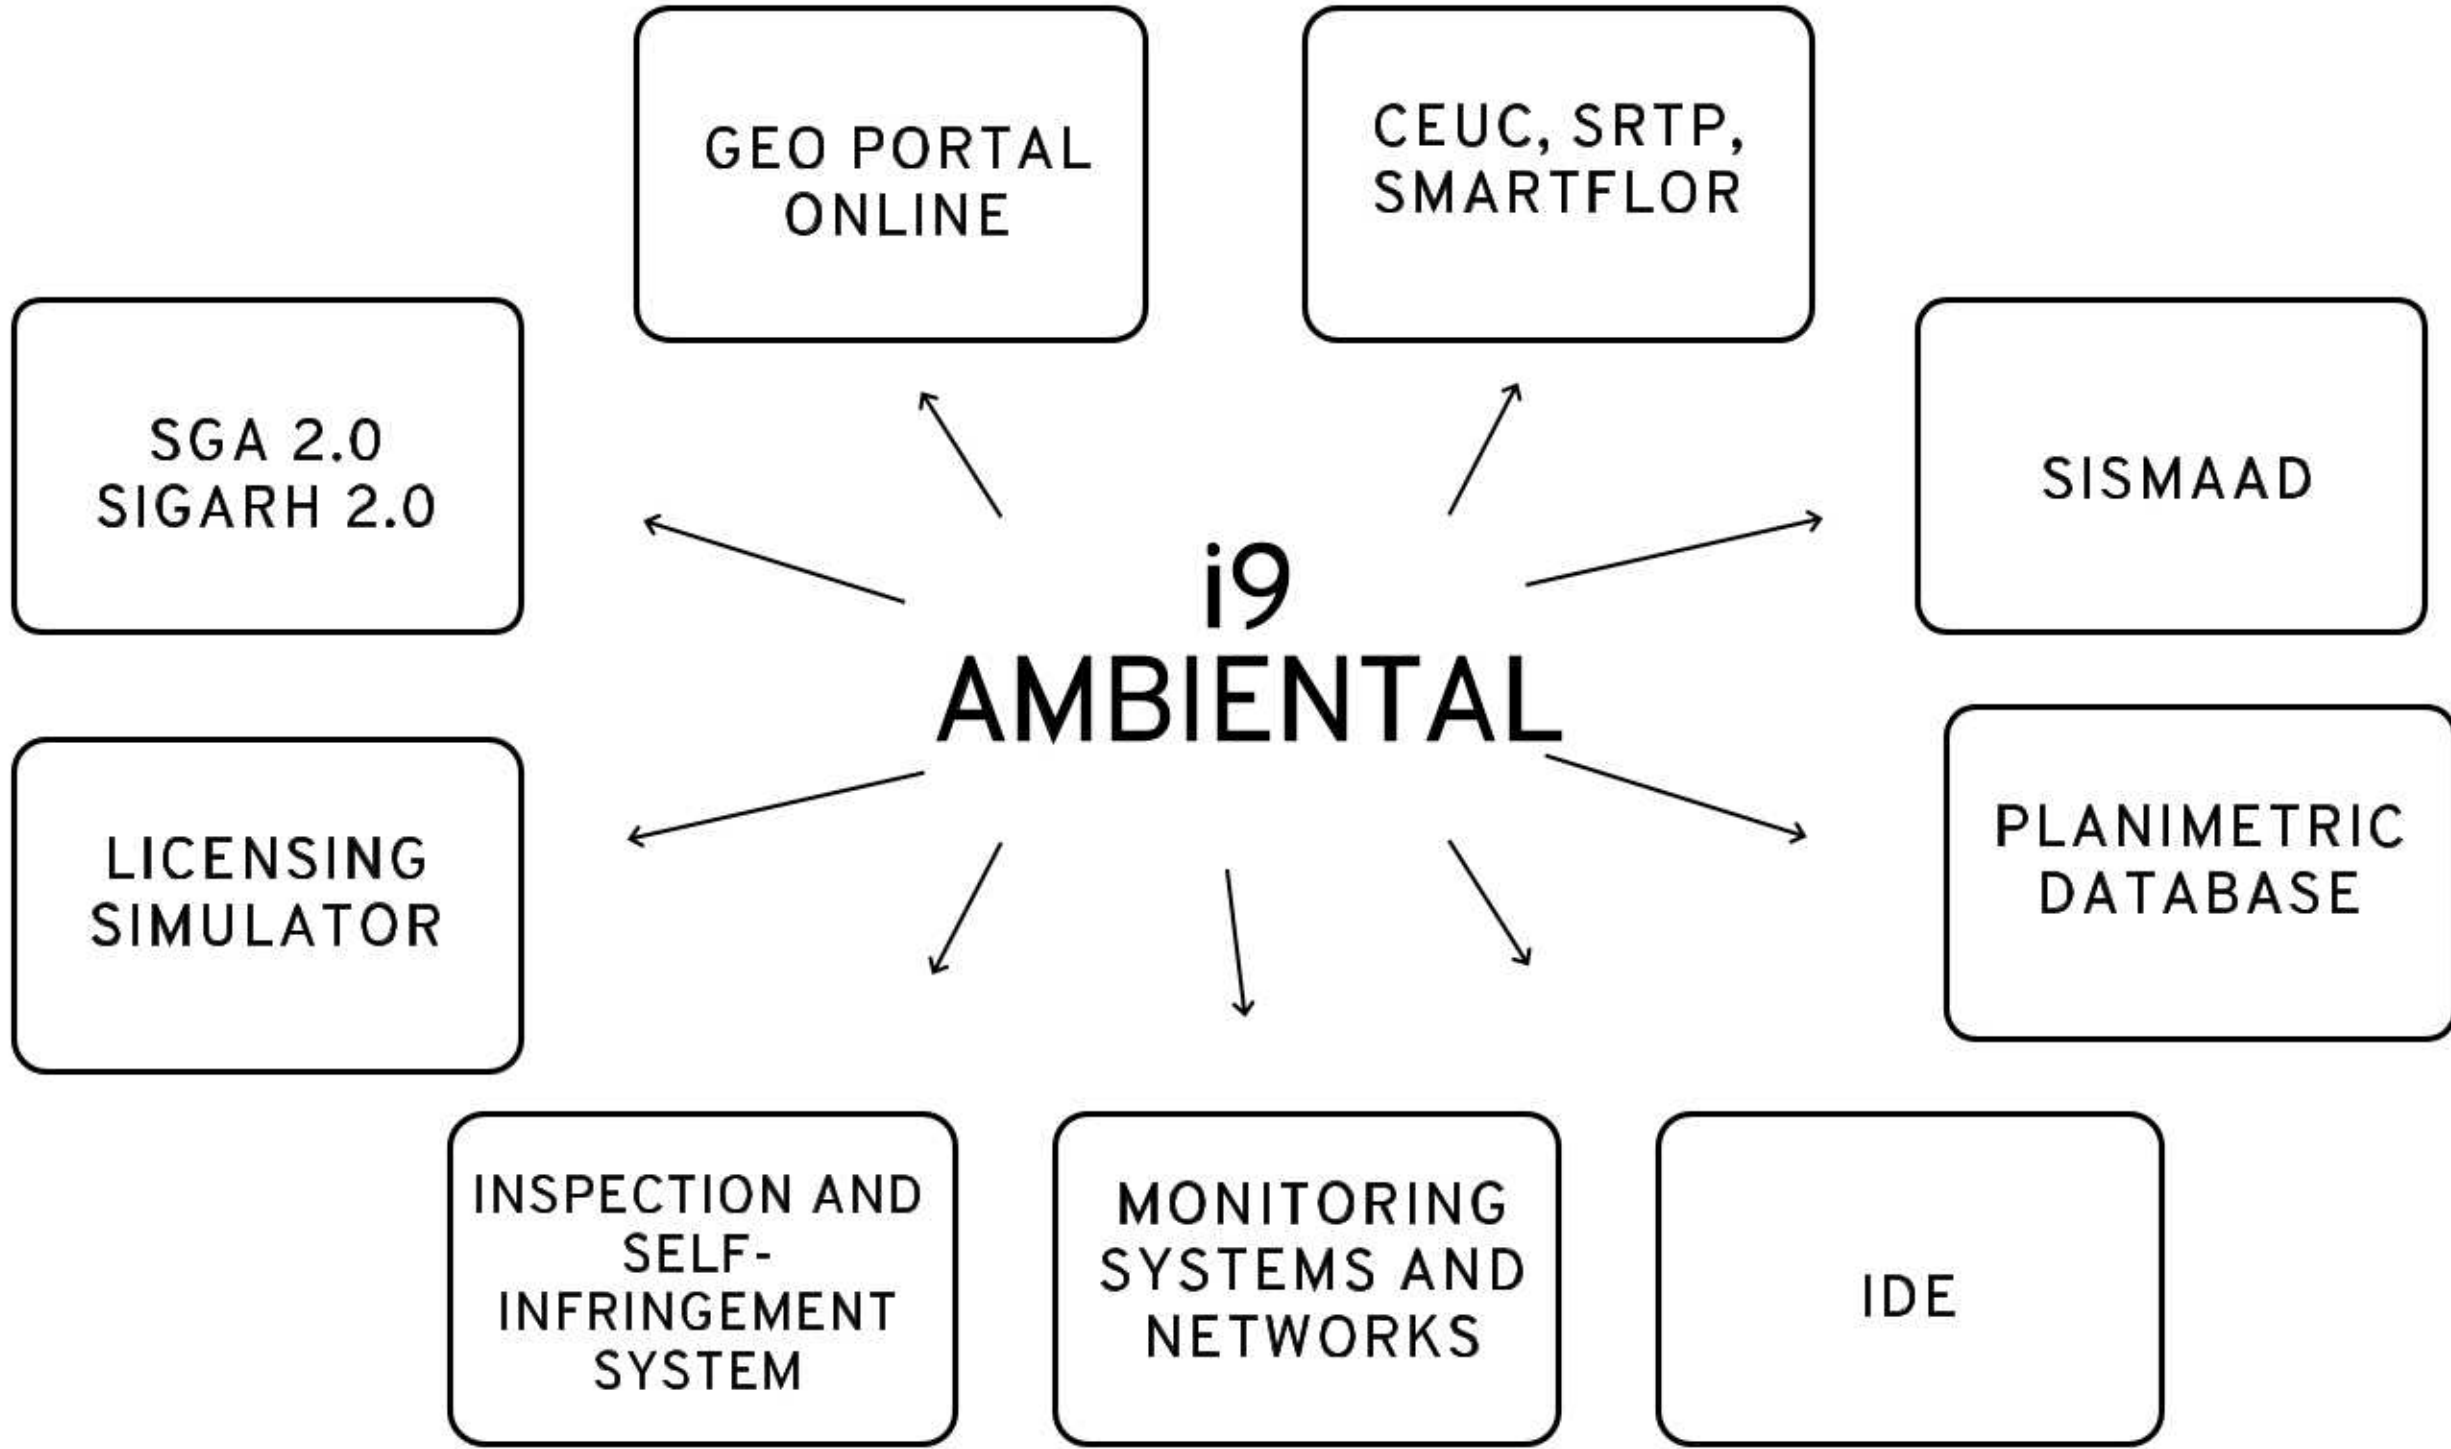 GEO PORTAL
ONLINE
CEUC, SRTP,
SMARTFLOR
SGA 2.0
SIGARH 2.0
SISMAAD
i9
AMBIENTAL
LICENSING
SIMULATOR
PLANIMETRIC
DATABASE
INSPECTION AND
SELF-
INFRINGEMENT
SYSTEM
MONITORING
SYSTEMS AND
NETWORKS
IDE